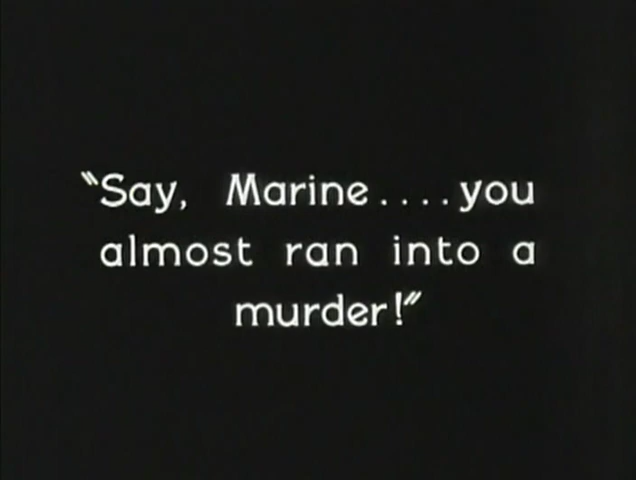 "Say, Marine....you
almost ran into a
murder!"